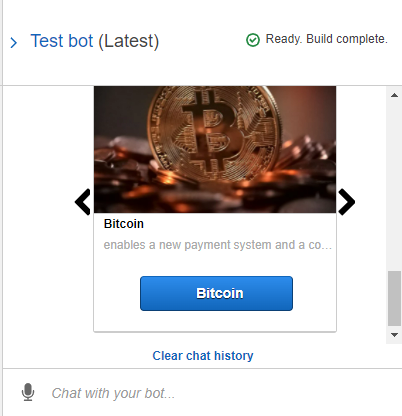 Test bot (Latest)
Ready. Build complete.
Bitcoin
enables a new payment system and a co...
Bitcoin
Clear chat history
Chat with your bot...